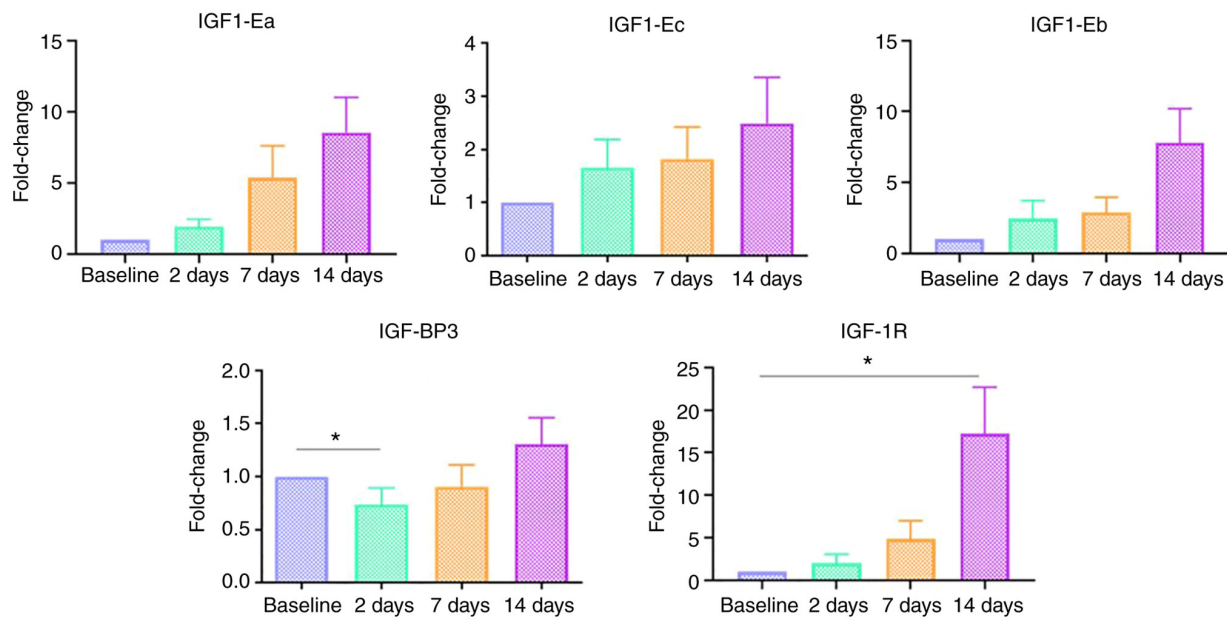 IGF1-Ea
Fold-change
15
10
5
0
Baseline 2 days 7 days 14 days
IGF1-Ec
Fold-change
4
3
2
1
0
Baseline 2 days 7 days 14 days
IGF1-Eb
Fold-change
15
10
5
0
Baseline 2 days 7 days 14 days
IGF-BP3
Fold-change
2.0
1.5
1.0
0.5
0.0
*
Baseline 2 days 7 days 14 days
IGF-1R
Fold-change
25
20
15
10
5
0
*
Baseline 2 days 7 days 14 days